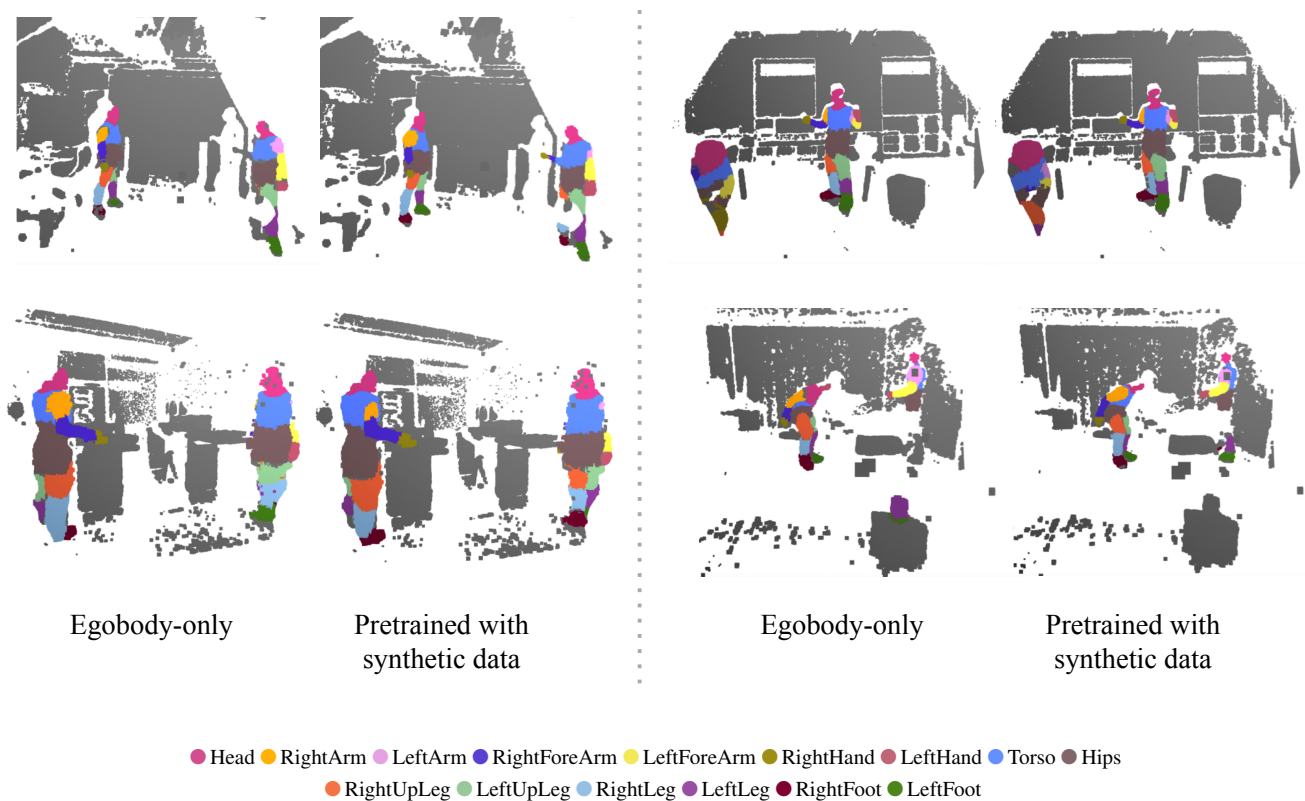 Egobody-only
Pretrained with
synthetic data
Egobody-only
Pretrained with
synthetic data
Head RightArm LeftArm RightForeArm LeftForeArm RightHand LeftHand Torso Hips
RightUpLeg LeftUpLeg RightLeg LeftLeg RightFoot LeftFoot